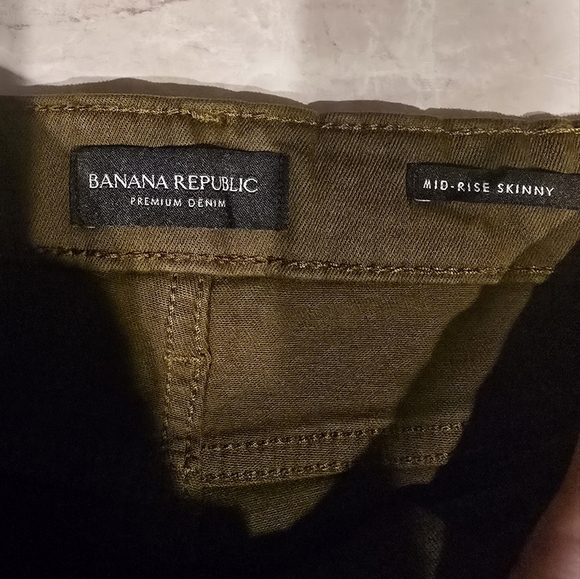 BANANA REPUBLIC
PREMIUM DENIM
MID-RISE SKINNY